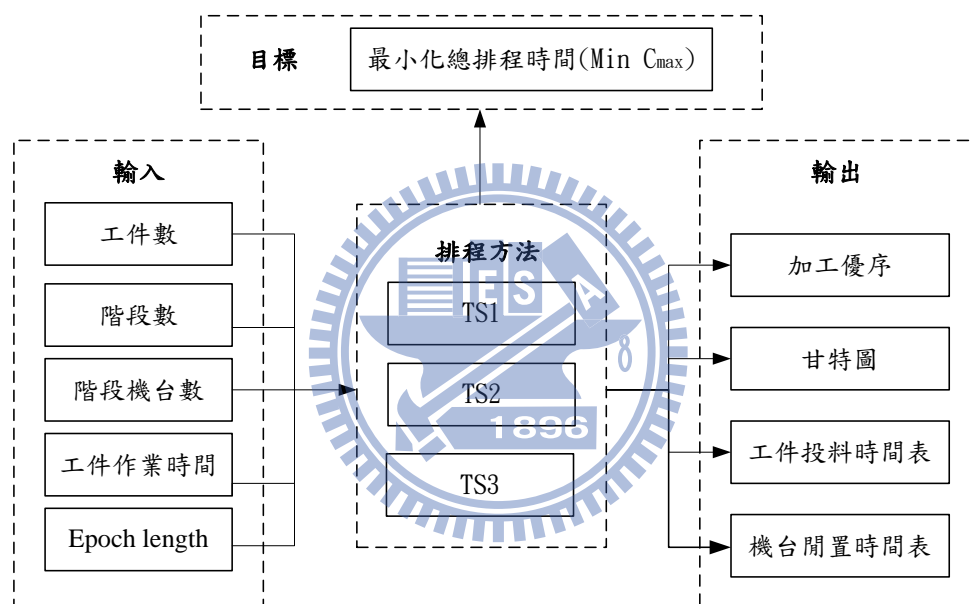 目標
最小化總排程時間(Min Cmax)
輸入
工件數
階段數
階段機台數
工件作業時間
Epoch length
排程方法
TS1
TS2
TS3
ES
A
8
1896
輸出
加工優序
甘特圖
工件投料時間表
機台閒置時間表